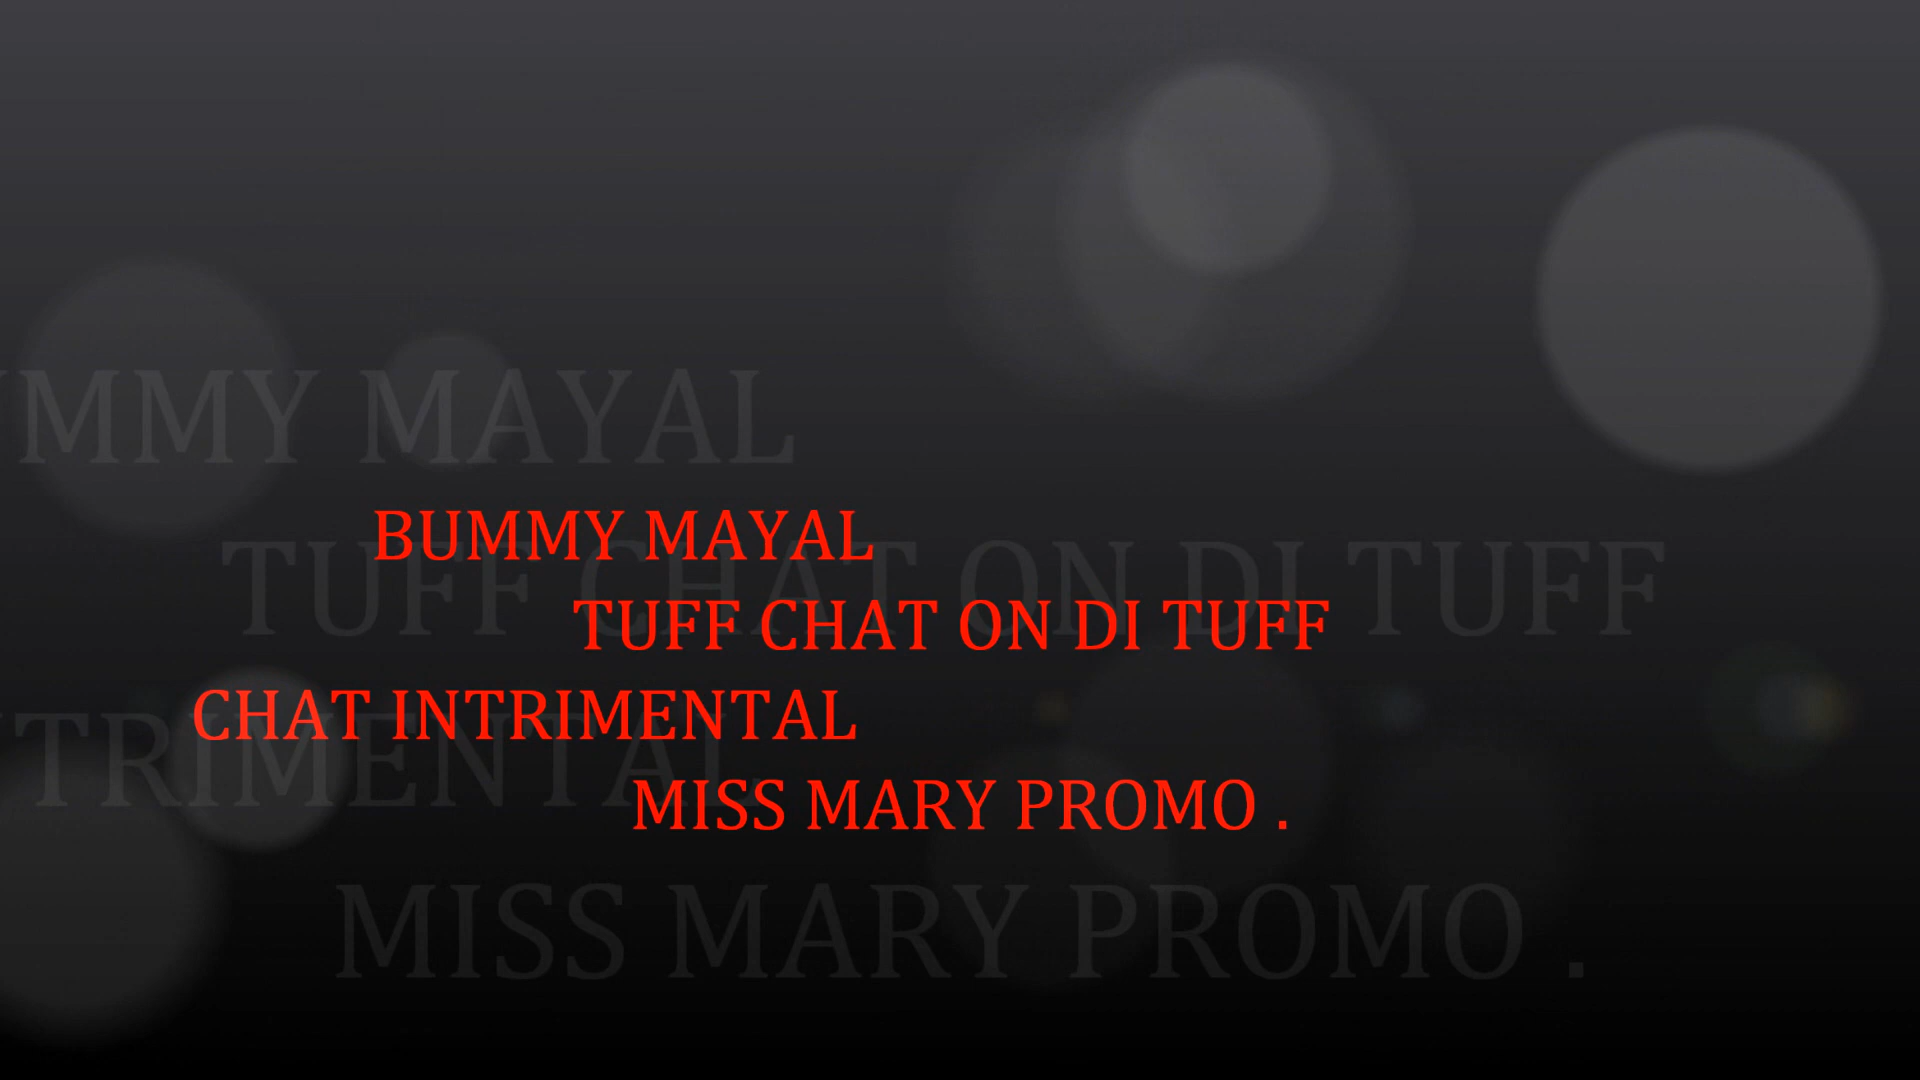 BUMMY MAYAL
TUFF CHAT ON DI TUFF
CHAT INTRIMENTAL
MISS MARY PROMO .